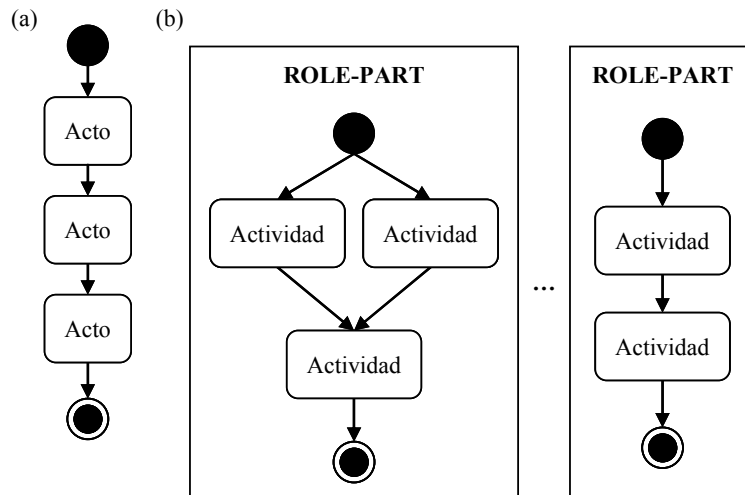 (a)
Acto
Acto
Acto
(b)
ROLE-PART
Actividad
Actividad
Actividad
...
ROLE-PART
Actividad
Actividad